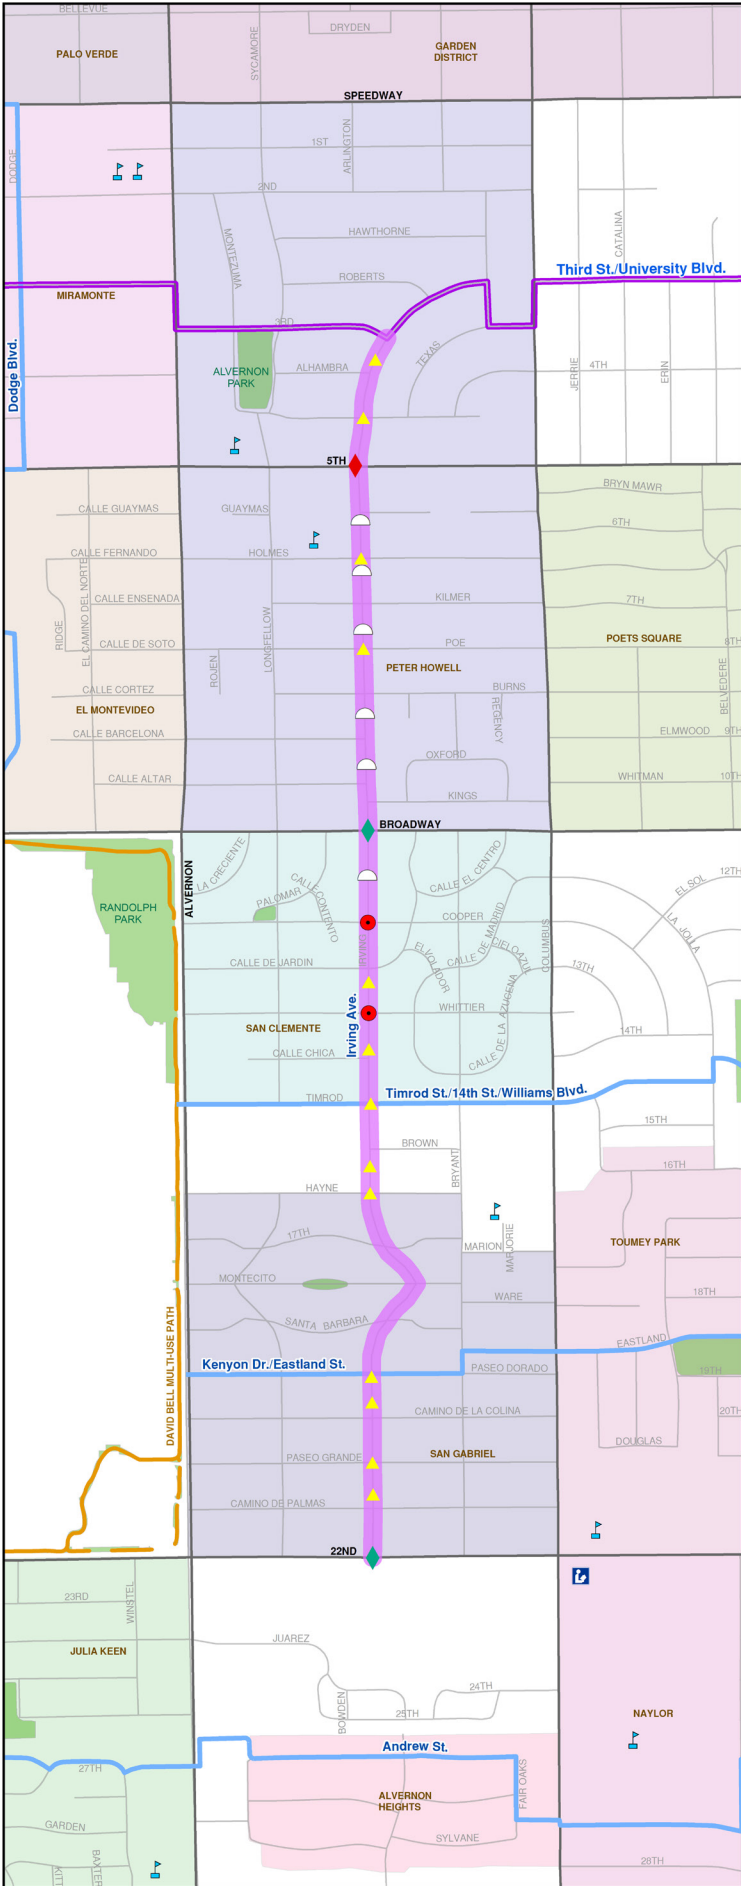 BELLEVUE
DRYDEN
PALO VERDE
SYCAMORE
GARDEN
DISTRICT
SPEEDWAY
1ST
ARLINGTON
DODGE
2ND
CATALINA
HAWTHORNE
MONTEZUMA
Third St./University Blvd.
ROBERTS
MIRAMONTE
3RD
Dodge Blvd.
ALHAMBRA
TEXAS
4TH
JERRIE
ERIN
ALVERNON
PARK
5TH
BRYN MAWR
CALLE GUAYMAS
GUAYMAS
6TH
CALLE FERNANDO
HOLMES
EL CAMINO DEL NORTE
CALLE ENSENADA
KILMER
7TH
RIDGE
LONGFELLOW
CALLE DE SOTO
POE
POETS SQUARE
8TH
ROJEN
PETER HOWELL
BELVEDERE
CALLE CORTEZ
BURNS
REGENCY
EL MONTEVIDEO
CALLE BARCELONA
ELMWOOD
9TH
OXFORD
CALLE ALTAR
WHITMAN
10TH
KINGS
BROADWAY
ALVERNON
LA CRECIENTE
CALLE EL CENTRO
12TH
EL SOL
PALOMAR
CALLE CONTENTO
RANDOLPH
PARK
COOPER
CALLE DE MADRID
LA JOLLA
IRVING
COLUMBUS
CALLE DE JARDIN
EL VOLADOR
CIELO AZUL
13TH
WHITTIER
CALLE DE LA AZUCENA
SAN CLEMENTE
Irving Ave.
14TH
CALLE CHICA
TIMROD
Timrod St./14th St./Williams Blvd.
15TH
BROWN
BRYANT
16TH
HAYNE
17TH
MARION
MARJORIE
TOUMEY PARK
MONTECITO
WARE
18TH
SANTA BARBARA
DAVID BELL MULTI-USE PATH
EASTLAND
Kenyon Dr./Eastland St.
PASEO DORADO
19TH
CAMINO DE LA COLINA
20TH
DOUGLAS
PASEO GRANDE
SAN GABRIEL
CAMINO DE PALMAS
22ND
23RD
WINSTEL
JUAREZ
JULIA KEEN
24TH
BOWDEN
25TH
NAYLOR
Andrew St.
27TH
FAIR OAKS
ALVERNON
HEIGHTS
GARDEN
SYLVANE
BAXTER
28TH